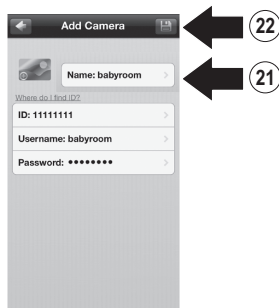 Add Camera
22
Name: babyroom
21
Where do I find ID?
ID: 11111111
Username: babyroom
Password: ••••••••